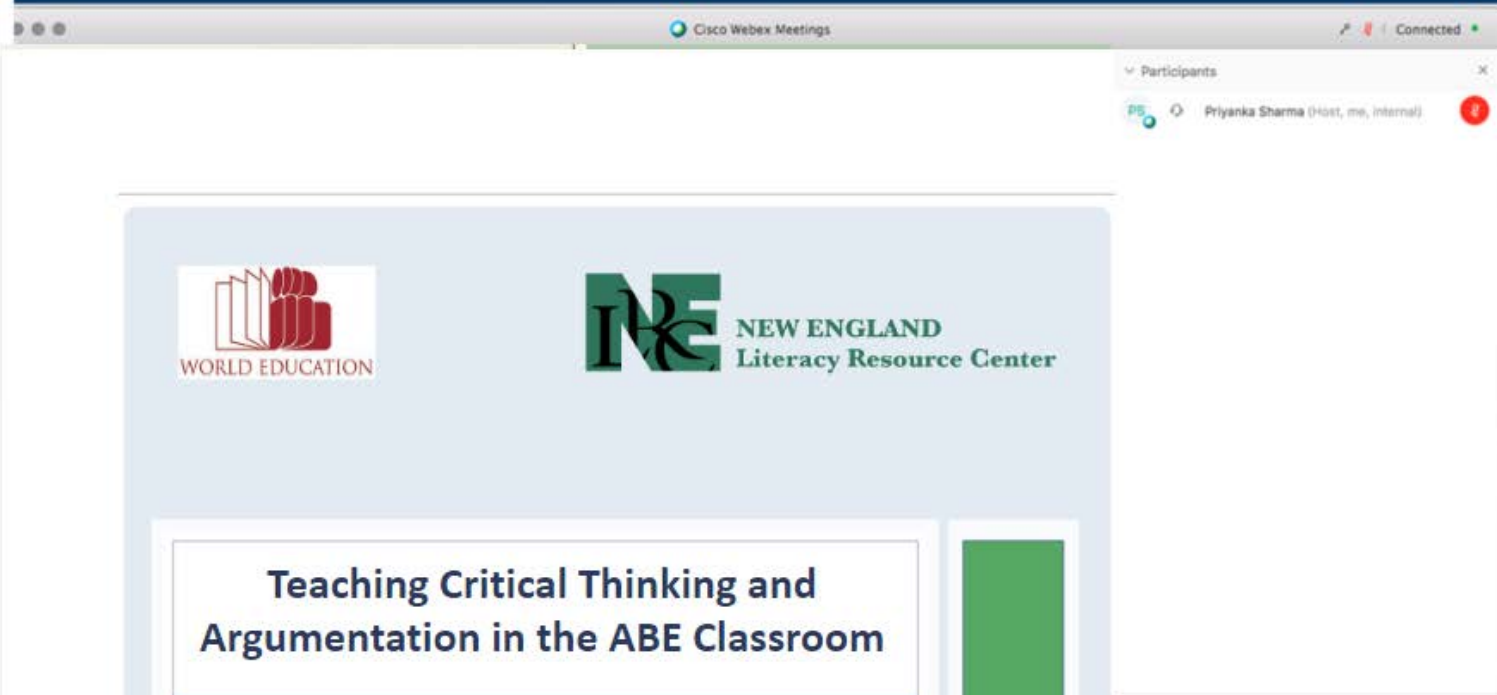 Cisco Webex Meetings
Connected
Participants
PS
Priyanka Sharma (Host, me, internal)
WORLD EDUCATION
NELRC
NEW ENGLAND
Literacy Resource Center
Teaching Critical Thinking and
Argumentation in the ABE Classroom